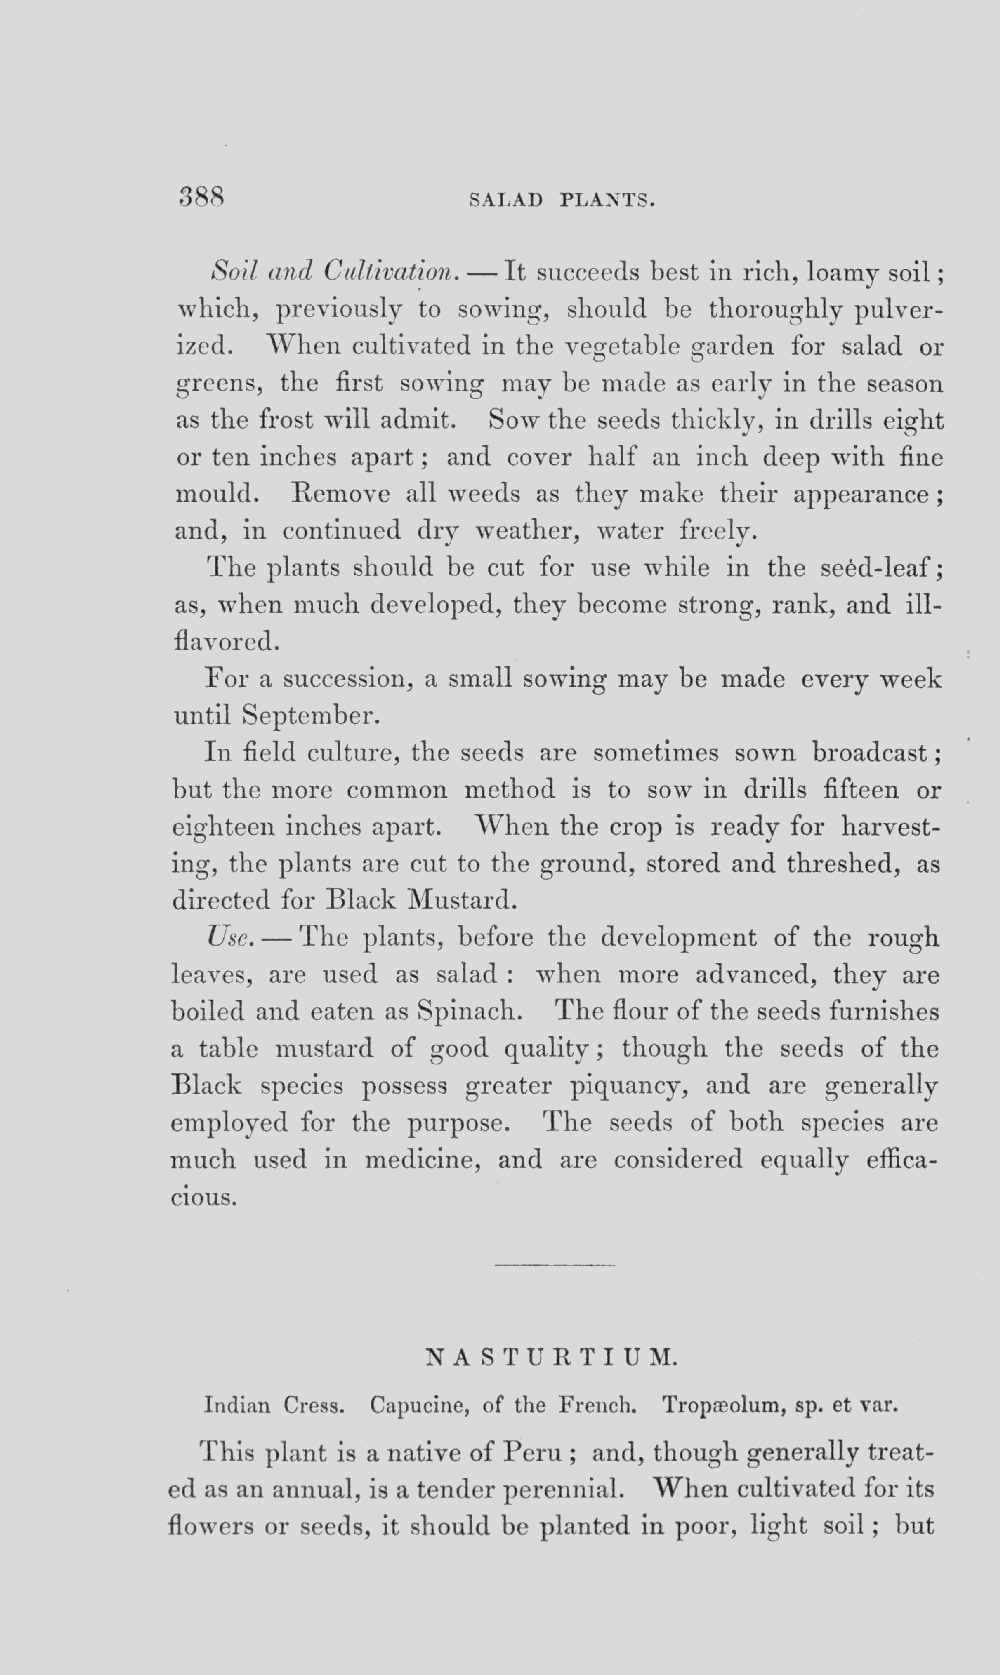 388
SALAD PLANTS.
Soil and Cultivation. — It succeeds best in rich, loamy soil;
which, previously to sowing, should be thoroughly pulver-
ized. When cultivated in the vegetable garden for salad or
greens, the first sowing may be made as early in the season
as the frost will admit. Sow the seeds thickly, in drills eight
or ten inches apart; and cover half an inch deep with fine
mould. Remove all weeds as they make their appearance;
and, in continued dry weather, water freely.
The plants should be cut for use while in the seed-leaf;
as, when much developed, they become strong, rank, and ill-
flavored.
For a succession, a small sowing may be made every week
until September.
In field culture, the seeds are sometimes sown broadcast;
but the more common method is to sow in drills fifteen or
eighteen inches apart. When the crop is ready for harvest-
ing, the plants are cut to the ground, stored and threshed, as
directed for Black Mustard.
Use. — The plants, before the development of the rough
leaves, are used as salad: when more advanced, they are
boiled and eaten as Spinach. The flour of the seeds furnishes
a table mustard of good quality; though the seeds of the
Black species possess greater piquancy, and are generally
employed for the purpose. The seeds of both species are
much used in medicine, and are considered equally effica-
cious.
NASTURTIUM.
Indian Cress. Capucine, of the French. Tropæolum, sp. et var.
This plant is a native of Peru; and, though generally treat-
ed as an annual, is a tender perennial. When cultivated for its
flowers or seeds, it should be planted in poor, light soil; but